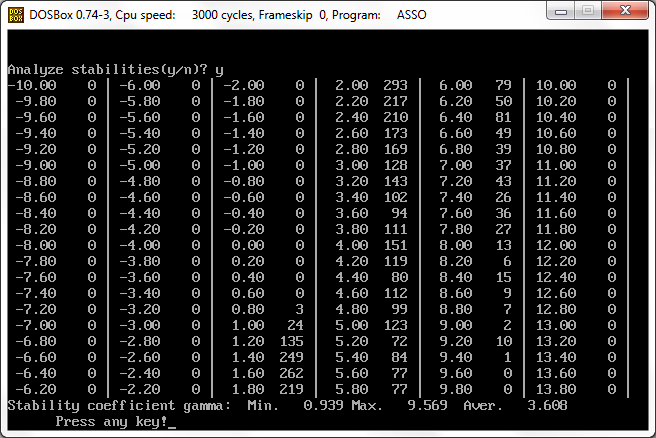 DOSBox 0.74-3, Cpu speed: 3000 cycles, Frameskip 0, Program: ASSO
Analyze stabilities(y/n)? y
-10.00 0 | -6.00 0 | -2.00 0 | 2.00 293 | 6.00 79 | 10.00 0 |
-9.80 0 | -5.80 0 | -1.80 0 | 2.20 217 | 6.20 50 | 10.20 0 |
-9.60 0 | -5.60 0 | -1.60 0 | 2.40 210 | 6.40 81 | 10.40 0 |
-9.40 0 | -5.40 0 | -1.40 0 | 2.60 173 | 6.60 49 | 10.60 0 |
-9.20 0 | -5.20 0 | -1.20 0 | 2.80 169 | 6.80 39 | 10.80 0 |
-9.00 0 | -5.00 0 | -1.00 0 | 3.00 128 | 7.00 37 | 11.00 0 |
-8.80 0 | -4.80 0 | -0.80 0 | 3.20 143 | 7.20 43 | 11.20 0 |
-8.60 0 | -4.60 0 | -0.60 0 | 3.40 102 | 7.40 26 | 11.40 0 |
-8.40 0 | -4.40 0 | -0.40 0 | 3.60 94 | 7.60 36 | 11.60 0 |
-8.20 0 | -4.20 0 | -0.20 0 | 3.80 111 | 7.80 27 | 11.80 0 |
-8.00 0 | -4.00 0 | 0.00 0 | 4.00 151 | 8.00 13 | 12.00 0 |
-7.80 0 | -3.80 0 | 0.20 0 | 4.20 119 | 8.20 6 | 12.20 0 |
-7.60 0 | -3.60 0 | 0.40 0 | 4.40 80 | 8.40 15 | 12.40 0 |
-7.40 0 | -3.40 0 | 0.60 0 | 4.60 112 | 8.60 9 | 12.60 0 |
-7.20 0 | -3.20 0 | 0.80 3 | 4.80 99 | 8.80 7 | 12.80 0 |
-7.00 0 | -3.00 0 | 1.00 24 | 5.00 123 | 9.00 2 | 13.00 0 |
-6.80 0 | -2.80 0 | 1.20 135 | 5.20 72 | 9.20 10 | 13.20 0 |
-6.60 0 | -2.60 0 | 1.40 249 | 5.40 84 | 9.40 1 | 13.40 0 |
-6.40 0 | -2.40 0 | 1.60 262 | 5.60 77 | 9.60 0 | 13.60 0 |
-6.20 0 | -2.20 0 | 1.80 219 | 5.80 77 | 9.80 0 | 13.80 0 |
Stability coefficient gamma: Min. 0.939 Max. 9.569 Aver. 3.608
Press any key!_